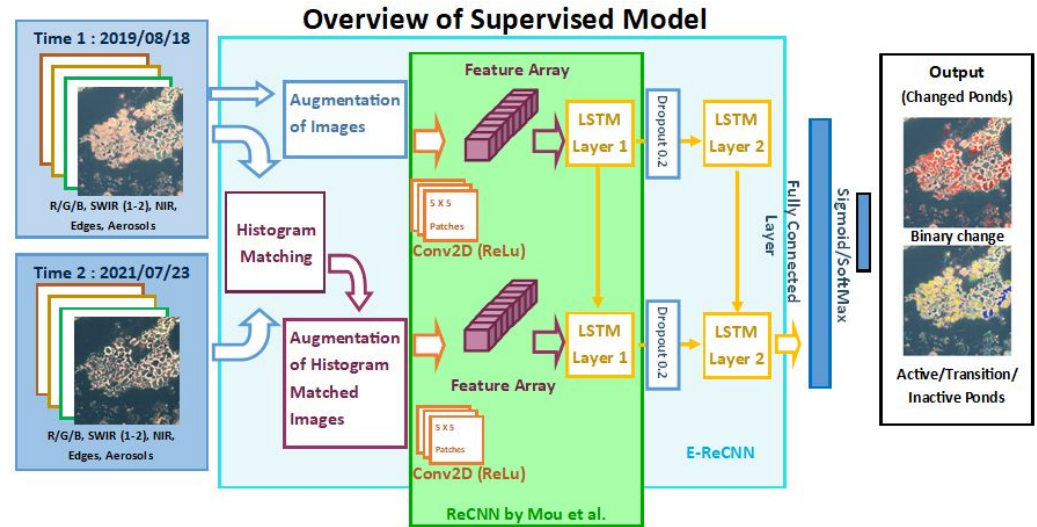 Overview of Supervised Model
Time 1 : 2019/08/18
R/G/B, SWIR (1-2), NIR,
Edges, Aerosols
Time 2 : 2021/07/23
R/G/B, SWIR (1-2), NIR,
Edges, Aerosols
Augmentation
of Images
Histogram
Matching
Augmentation
of Histogram
Matched
Images
Feature Array
5 X 5
Patches
Conv2D (ReLu)
LSTM
Layer 1
Dropout 0.2
LSTM
Layer 2
Feature Array
5 X 5
Patches
Conv2D (ReLu)
LSTM
Layer 1
Dropout 0.2
LSTM
Layer 2
ReCNN by Mou et al.
E-ReCNN
Fully Connected
Layer
Sigmoid/SoftMax
Output
(Changed Ponds)
Binary change
Active/Transition/
Inactive Ponds